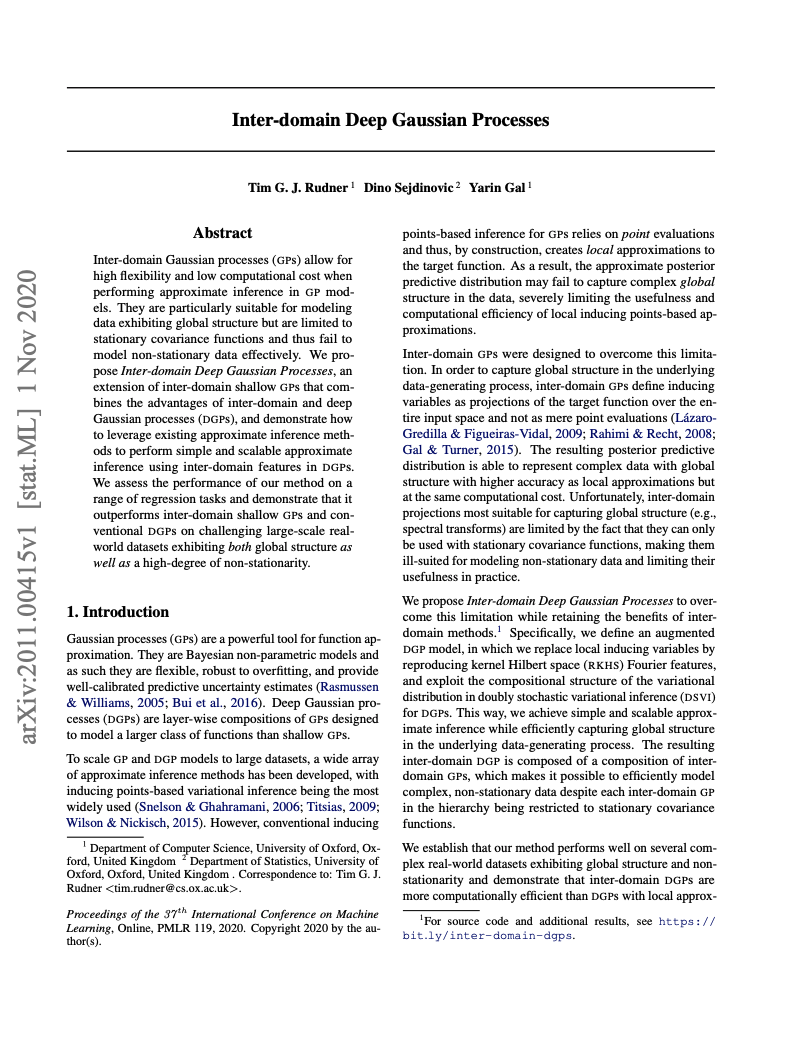 arXiv:2011.00415v1 [stat.ML] 1 Nov 2020
Inter-domain Deep Gaussian Processes
Tim G. J. Rudner 1 Dino Sejdinovic 2 Yarin Gal 1
Abstract
Inter-domain Gaussian processes (GPs) allow for
high flexibility and low computational cost when
performing approximate inference in GP mod-
els. They are particularly suitable for modeling
data exhibiting global structure but are limited to
stationary covariance functions and thus fail to
model non-stationary data effectively. We pro-
pose Inter-domain Deep Gaussian Processes, an
extension of inter-domain shallow GPs that com-
bines the advantages of inter-domain and deep
Gaussian processes (DGPs), and demonstrate how
to leverage existing approximate inference meth-
ods to perform simple and scalable approximate
inference using inter-domain features in DGPs.
We assess the performance of our method on a
range of regression tasks and demonstrate that it
outperforms inter-domain shallow GPs and con-
ventional DGPs on challenging large-scale real-
world datasets exhibiting both global structure as
well as a high-degree of non-stationarity.
1. Introduction
Gaussian processes (GPs) are a powerful tool for function ap-
proximation. They are Bayesian non-parametric models and
as such they are flexible, robust to overfitting, and provide
well-calibrated predictive uncertainty estimates (Rasmussen
& Williams, 2005; Bui et al., 2016). Deep Gaussian pro-
cesses (DGPs) are layer-wise compositions of GPs designed
to model a larger class of functions than shallow GPs.
To scale GP and DGP models to large datasets, a wide array
of approximate inference methods has been developed, with
inducing points-based variational inference being the most
widely used (Snelson & Ghahramani, 2006; Titsias, 2009;
Wilson & Nickisch, 2015). However, conventional inducing
1 Department of Computer Science, University of Oxford, Ox-
ford, United Kingdom 2 Department of Statistics, University of
Oxford, Oxford, United Kingdom . Correspondence to: Tim G. J.
Rudner <tim.rudner@cs.ox.ac.uk>.
Proceedings of the 37th International Conference on Machine
Learning, Online, PMLR 119, 2020. Copyright 2020 by the au-
thor(s).
points-based inference for GPs relies on point evaluations
and thus, by construction, creates local approximations to
the target function. As a result, the approximate posterior
predictive distribution may fail to capture complex global
structure in the data, severely limiting the usefulness and
computational efficiency of local inducing points-based ap-
proximations.
Inter-domain GPs were designed to overcome this limita-
tion. In order to capture global structure in the underlying
data-generating process, inter-domain GPs define inducing
variables as projections of the target function over the en-
tire input space and not as mere point evaluations (Lázaro-
Gredilla & Figueiras-Vidal, 2009; Rahimi & Recht, 2008;
Gal & Turner, 2015). The resulting posterior predictive
distribution is able to represent complex data with global
structure with higher accuracy as local approximations but
at the same computational cost. Unfortunately, inter-domain
projections most suitable for capturing global structure (e.g.,
spectral transforms) are limited by the fact that they can only
be used with stationary covariance functions, making them
ill-suited for modeling non-stationary data and limiting their
usefulness in practice.
We propose Inter-domain Deep Gaussian Processes to over-
come this limitation while retaining the benefits of inter-
domain methods.1 Specifically, we define an augmented
DGP model, in which we replace local inducing variables by
reproducing kernel Hilbert space (RKHS) Fourier features,
and exploit the compositional structure of the variational
distribution in doubly stochastic variational inference (DSVI)
for DGPs. This way, we achieve simple and scalable approx-
imate inference while efficiently capturing global structure
in the underlying data-generating process. The resulting
inter-domain DGP is composed of a composition of inter-
domain GPs, which makes it possible to efficiently model
complex, non-stationary data despite each inter-domain GP
in the hierarchy being restricted to stationary covariance
functions.
We establish that our method performs well on several com-
plex real-world datasets exhibiting global structure and non-
stationarity and demonstrate that inter-domain DGPs are
more computationally efficient than DGPs with local approx-
1For source code and additional results, see https://
bit.ly/inter-domain-dgps.